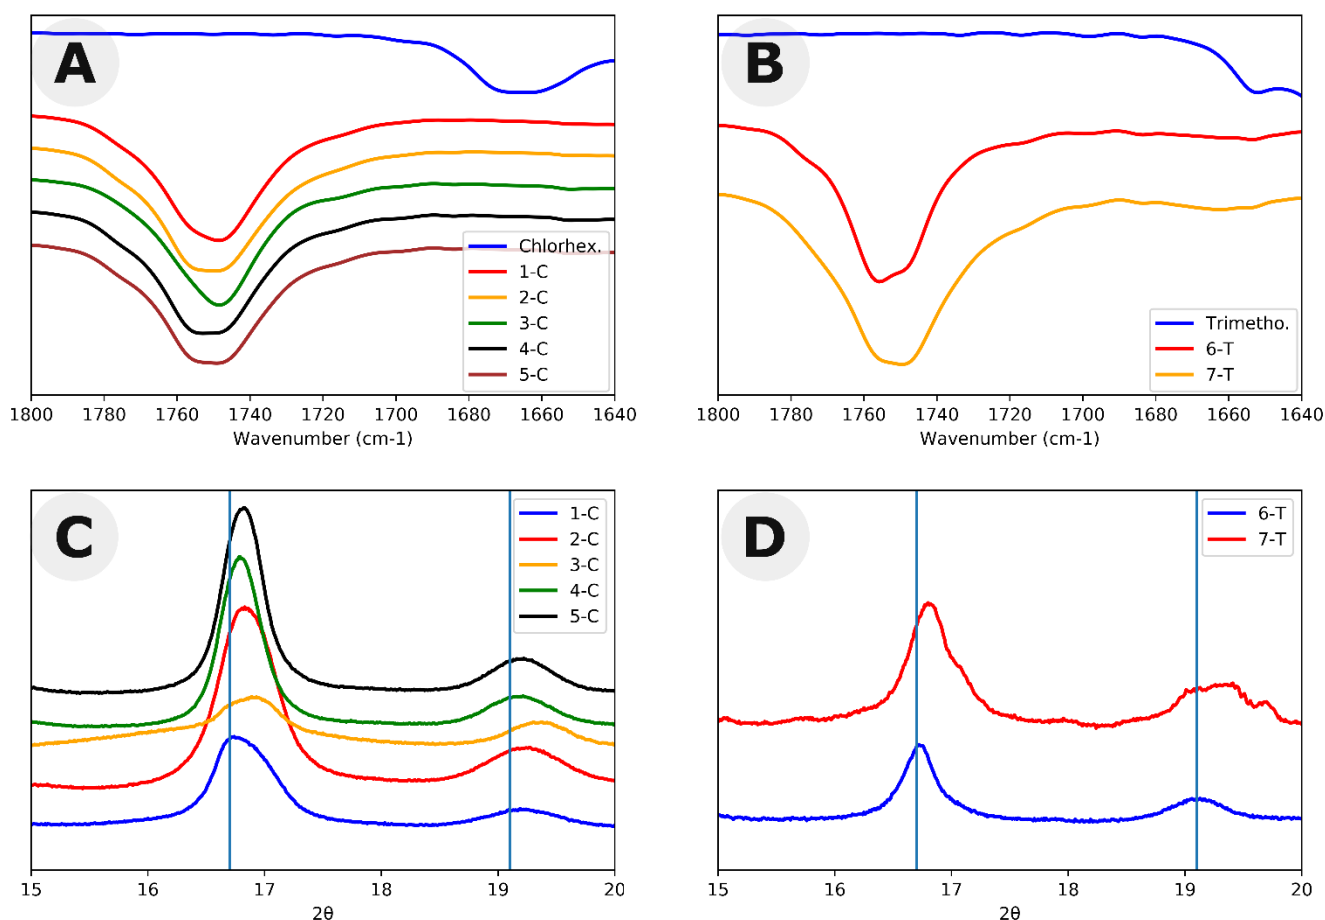 A
Chlorhex.
1-C
2-C
3-C
4-C
5-C
1800 1780 1760 1740 1720 1700 1680 1660 1640
Wavenumber (cm-1)
B
Trimetho.
6-T
7-T
1800 1780 1760 1740 1720 1700 1680 1660 1640
Wavenumber (cm-1)
C
1-C
2-C
3-C
4-C
5-C
15 16 17 18 19 20
2θ
D
6-T
7-T
15 16 17 18 19 20
2θ